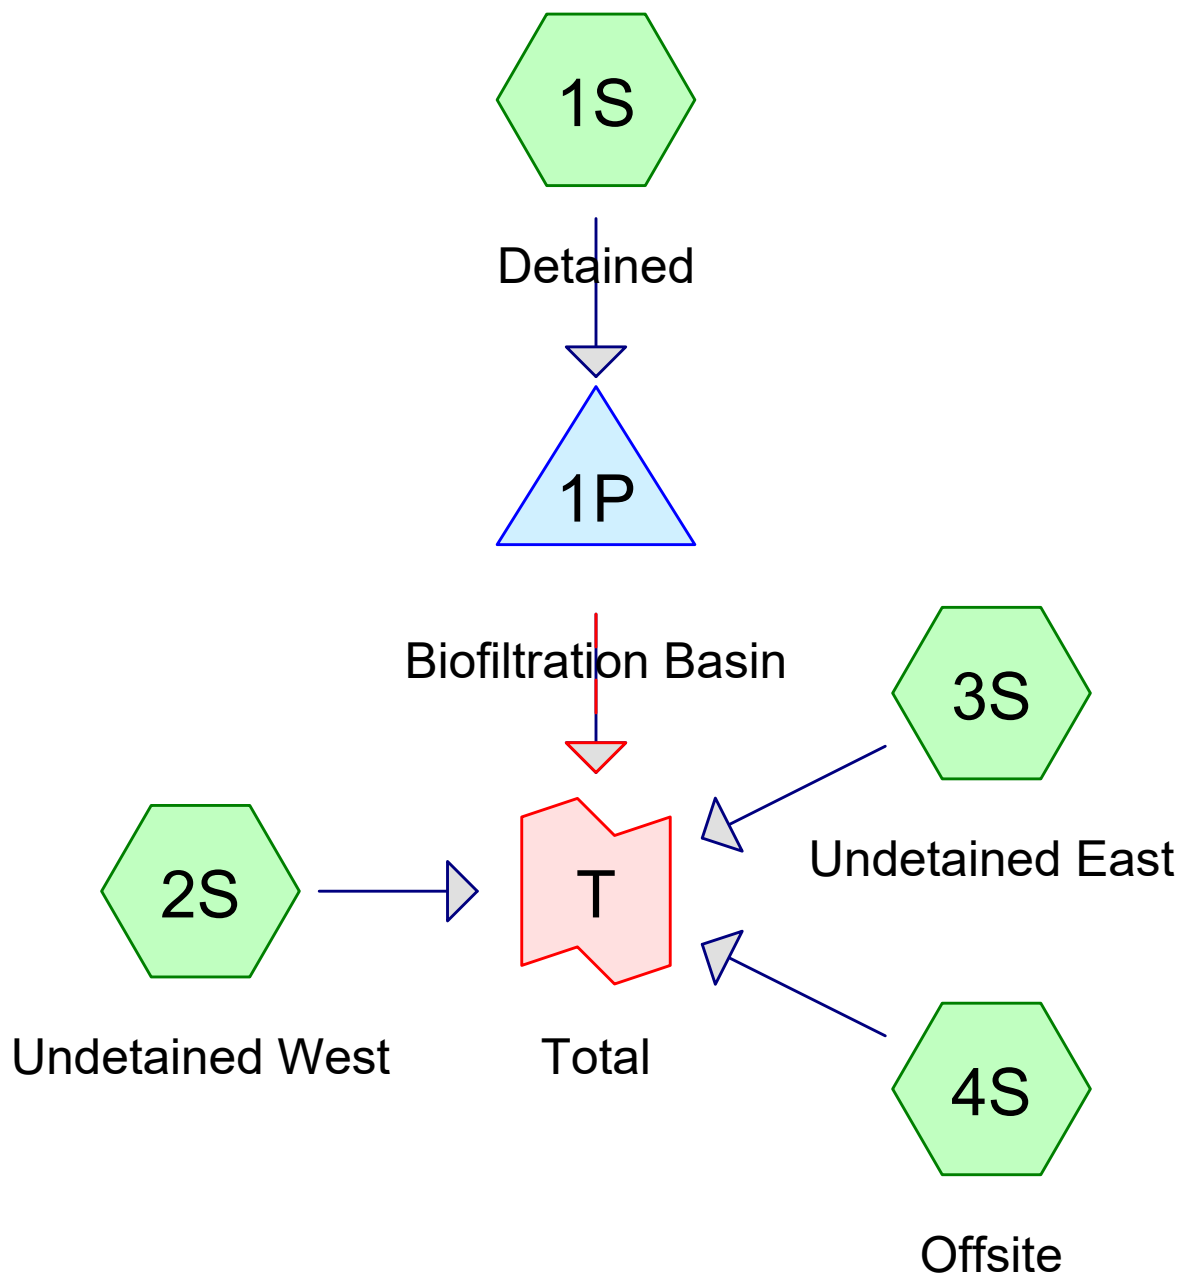 1S
Detained
1P
Biofiltration Basin
3S
Undetained East
2S
T
Undetained West
Total
4S
Offsite